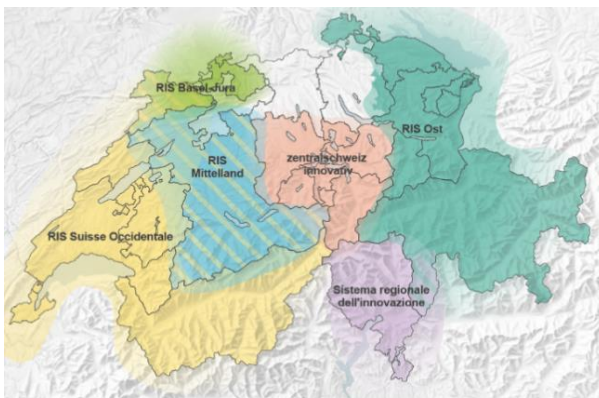 RIS Basel-Jura
RIS
Mittelland
zentralschweiz
innovativ
RIS Ost
RIS Suisse Occidentale
Sistema regionale
dell'innovazione